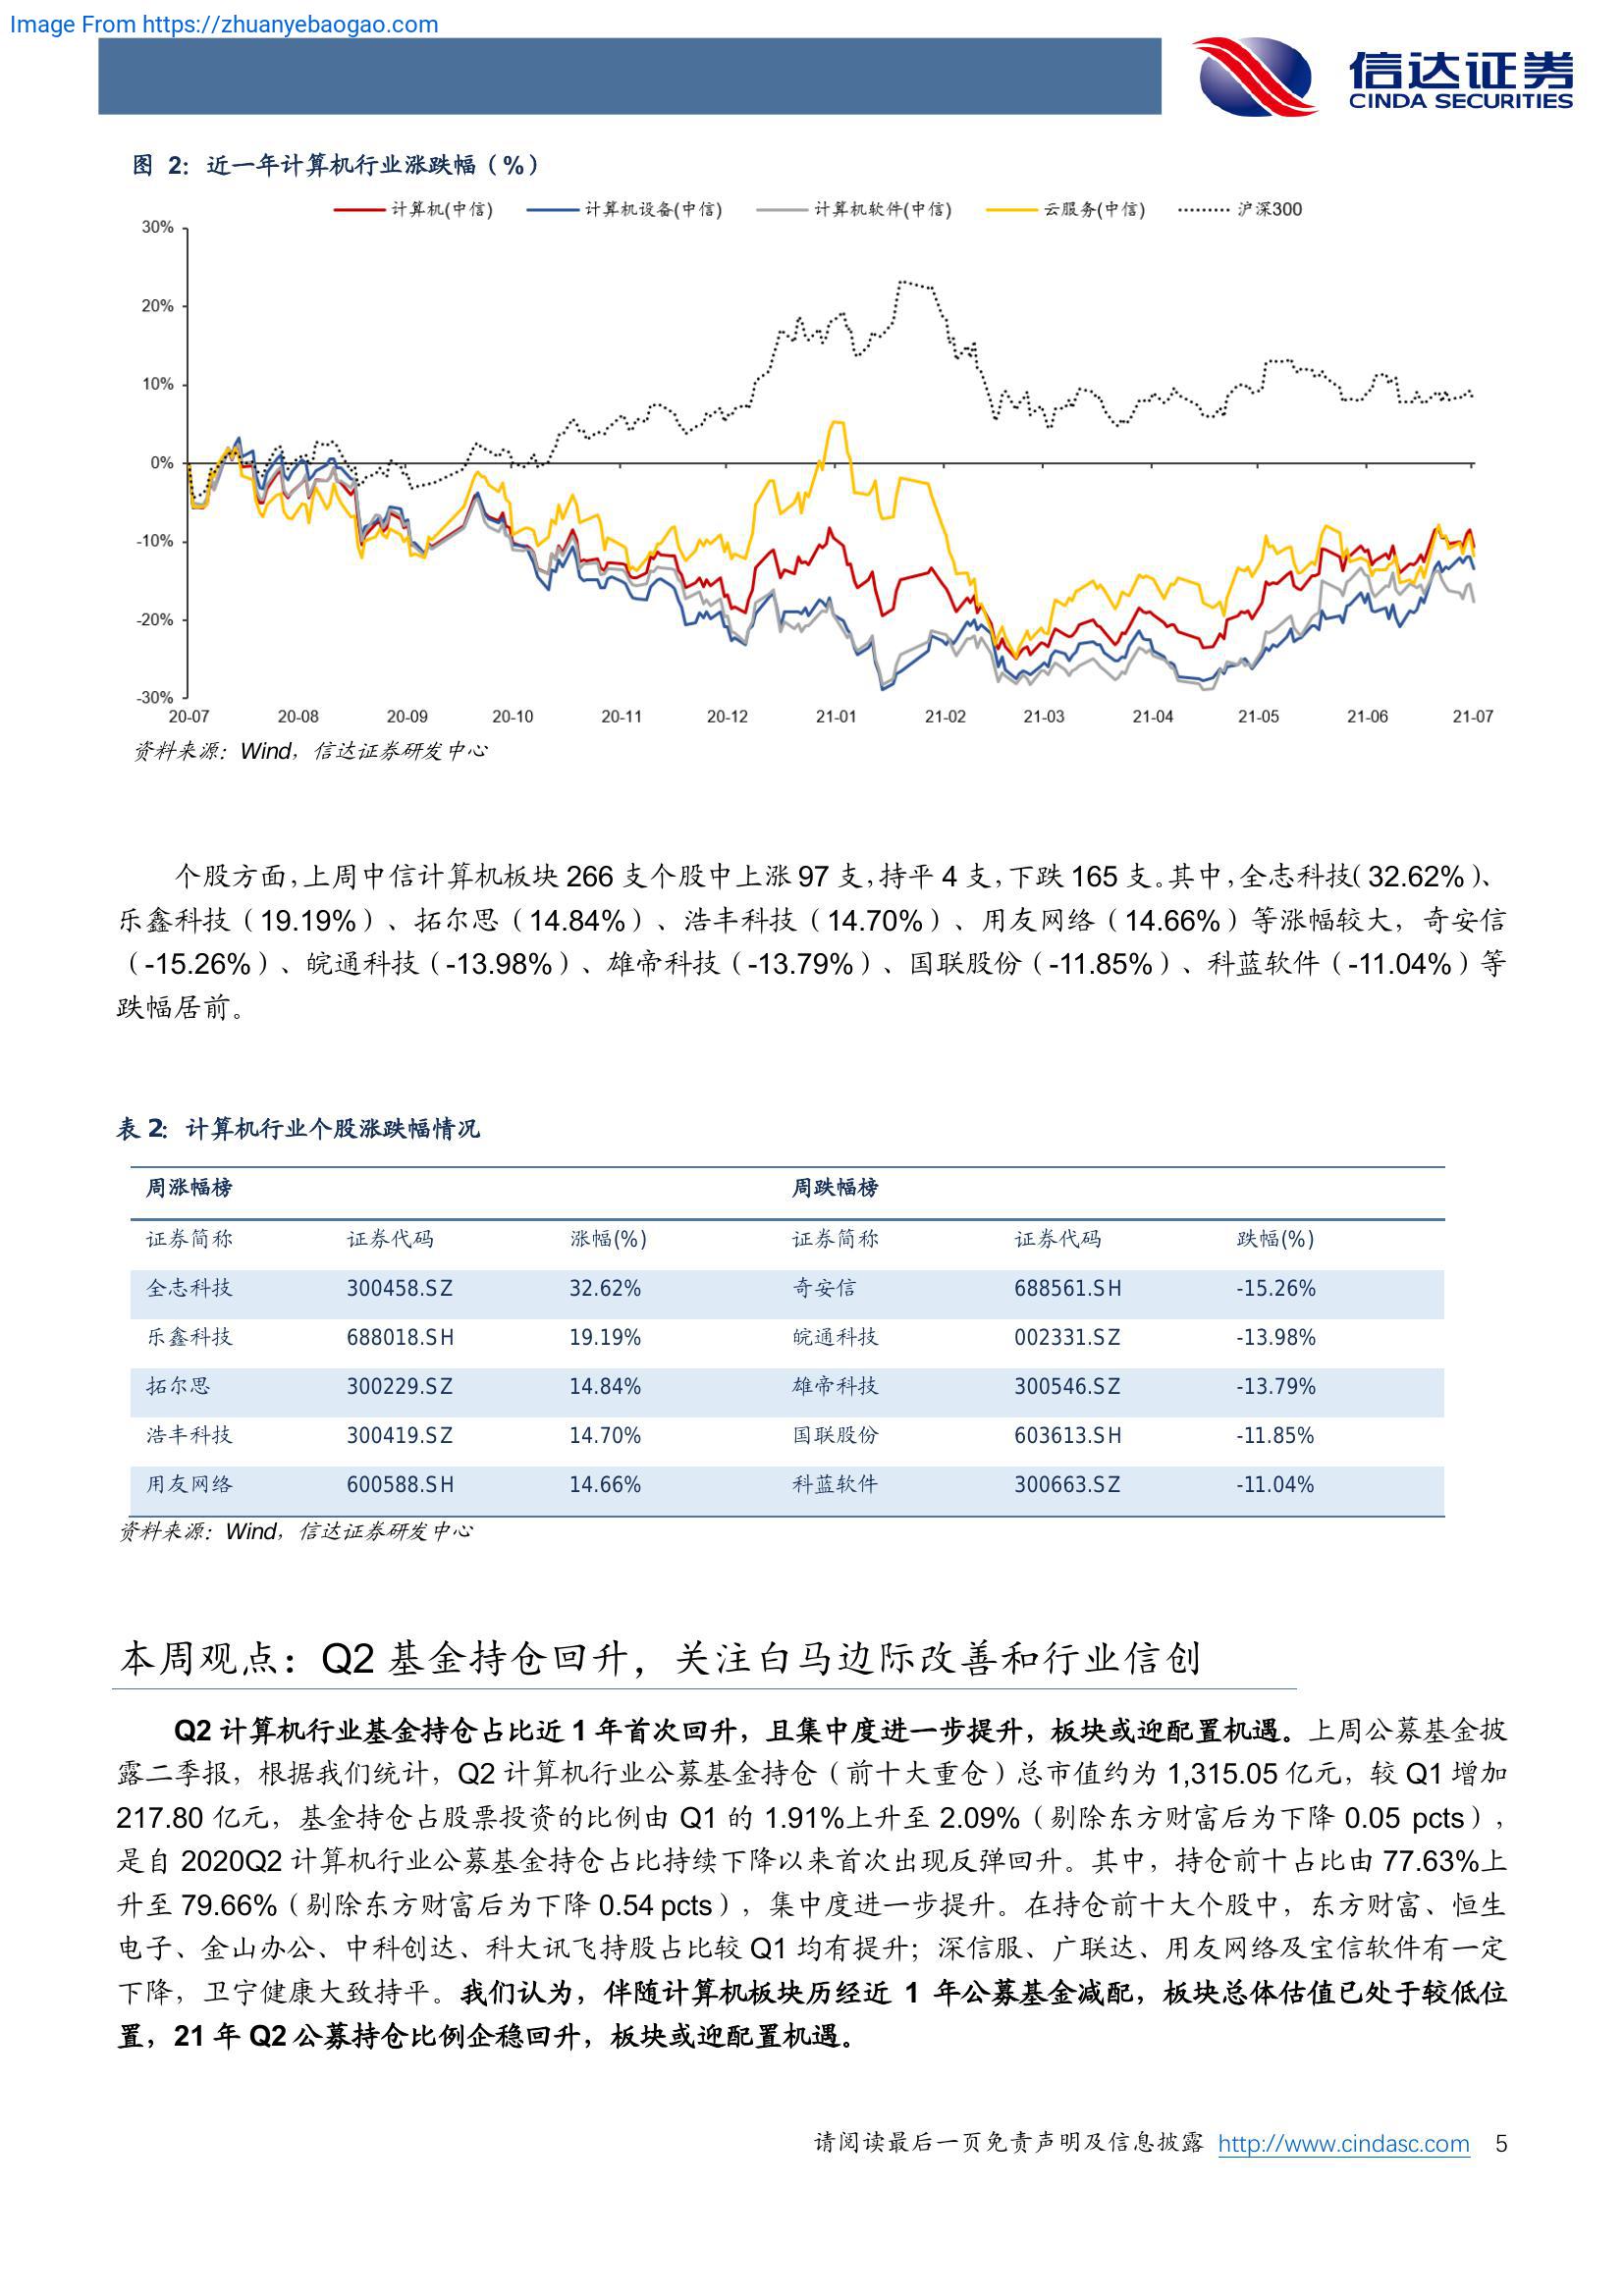 Image From https://zhuanyebaogao.com
信达证券
CINDA SECURITIES
图 2：近一年计算机行业涨跌幅（%）
计算机(中信) 计算机设备(中信) 计算机软件(中信) 云服务(中信) 沪深300
30%
20%
10%
0%
-10%
-20%
-30%
20-07 20-08 20-09 20-10 20-11 20-12 21-01 21-02 21-03 21-04 21-05 21-06 21-07
资料来源：Wind，信达证券研发中心
个股方面，上周中信计算机板块 266 支个股中上涨 97 支，持平 4 支，下跌 165 支。其中，全志科技（32.62%）、
乐鑫科技（19.19%）、拓尔思（14.84%）、浩丰科技（14.70%）、用友网络（14.66%）等涨幅较大，奇安信
（-15.26%）、皖通科技（-13.98%）、雄帝科技（-13.79%）、国联股份（-11.85%）、科蓝软件（-11.04%）等
跌幅居前。
表 2：计算机行业个股涨跌幅情况
周涨幅榜 周跌幅榜
证券简称 证券代码 涨幅(%) 证券简称 证券代码 跌幅(%)
全志科技 300458.SZ 32.62% 奇安信 688561.SH -15.26%
乐鑫科技 688018.SH 19.19% 皖通科技 002331.SZ -13.98%
拓尔思 300229.SZ 14.84% 雄帝科技 300546.SZ -13.79%
浩丰科技 300419.SZ 14.70% 国联股份 603613.SH -11.85%
用友网络 600588.SH 14.66% 科蓝软件 300663.SZ -11.04%
资料来源：Wind，信达证券研发中心
本周观点：Q2 基金持仓回升，关注白马边际改善和行业信创
Q2 计算机行业基金持仓占比近 1 年首次回升，且集中度进一步提升，板块或迎配置机遇。上周公募基金披
露二季报，根据我们统计，Q2 计算机行业公募基金持仓（前十大重仓）总市值约为 1,315.05 亿元，较 Q1 增加
217.80 亿元，基金持仓占股票投资的比例由 Q1 的 1.91%上升至 2.09%（剔除东方财富后为下降 0.05 pcts），
是自 2020Q2 计算机行业公募基金持仓占比持续下降以来首次出现反弹回升。其中，持仓前十占比由 77.63%上
升至 79.66%（剔除东方财富后为下降 0.54 pcts），集中度进一步提升。在持仓前十大个股中，东方财富、恒生
电子、金山办公、中科创达、科大讯飞持股占比较 Q1 均有提升；深信服、广联达、用友网络及宝信软件有一定
下降，卫宁健康大致持平。我们认为，伴随计算机板块历经近 1 年公募基金减配，板块总体估值已处于较低位
置，21 年 Q2 公募持仓比例企稳回升，板块或迎配置机遇。
请阅读最后一页免责声明及信息披露 http://www.cindasc.com 5